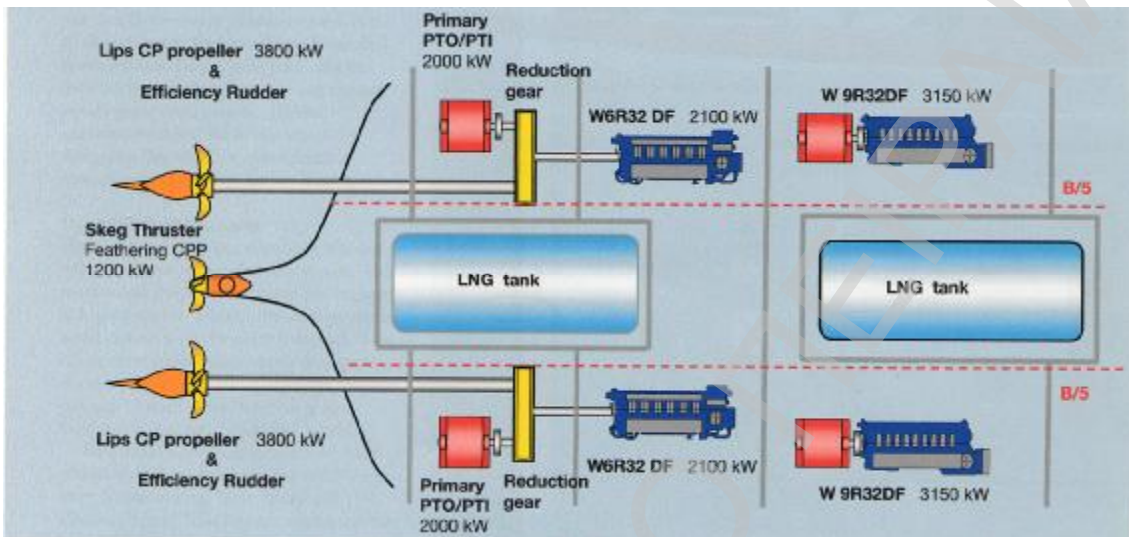 Lips CP propeller 3800 kW
&
Efficiency Rudder
Primary
PTO/PTI
2000 kW
Reduction
gear
W6R32 DF 2100 kW
W 9R32DF 3150 kW
B/5
Skeg Thruster
Feathering CPP
1200 kW
LNG tank
LNG tank
B/5
Lips CP propeller 3800 kW
&
Efficiency Rudder
Primary
PTO/PTI
2000 kW
Reduction
gear
W6R32 DF 2100 kW
W 9R32DF 3150 kW